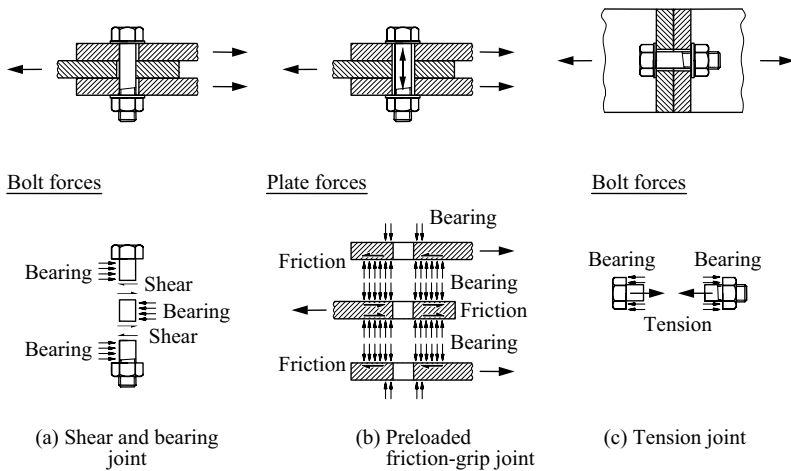 Bolt forces
Plate forces
Bolt forces
Bearing
Shear
Bearing
Shear
Bearing
Bearing
Friction
Bearing
Friction
Bearing
Friction
Bearing
Bearing
Tension
(a) Shear and bearing
joint
(b) Preloaded
friction-grip joint
(c) Tension joint